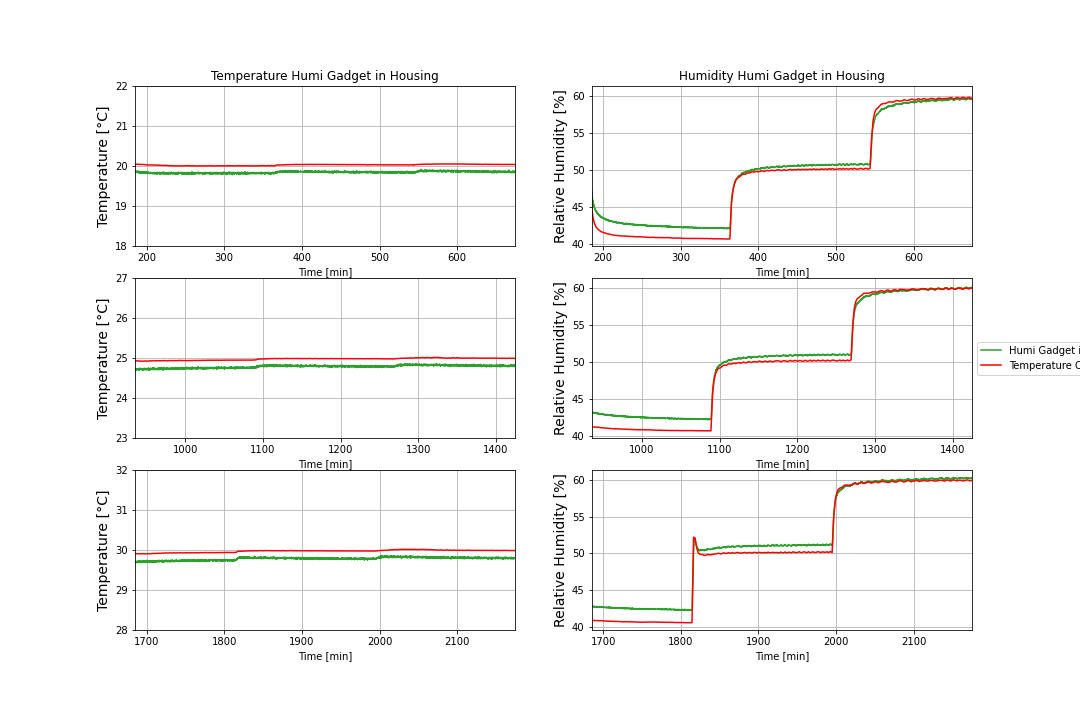 Temperature Humi Gadget in Housing
Humidity Humi Gadget in Housing
Temperature [°C]
22
21
20
19
18
200 300 400 500 600
Time [min]
Relative Humidity [%]
60
55
50
45
40
200 300 400 500 600
Time [min]
Temperature [°C]
27
26
25
24
23
1000 1100 1200 1300 1400
Time [min]
Relative Humidity [%]
60
55
50
45
40
1000 1100 1200 1300 1400
Time [min]
Humi Gadget i
Temperature C
Temperature [°C]
32
31
30
29
28
1700 1800 1900 2000 2100
Time [min]
Relative Humidity [%]
60
55
50
45
40
1700 1800 1900 2000 2100
Time [min]